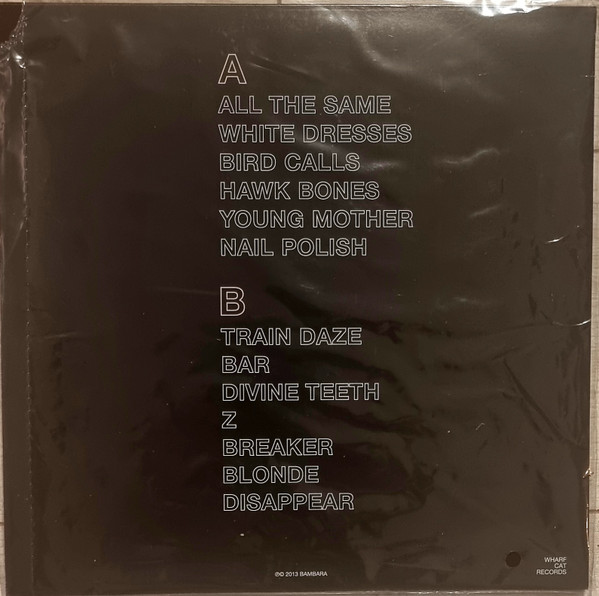 A
ALL THE SAME
WHITE DRESSES
BIRD CALLS
HAWK BONES
YOUNG MOTHER
NAIL POLISH
B
TRAIN DAZE
BAR
DIVINE TEETH
Z
BREAKER
BLONDE
DISAPPEAR
℗© 2013 BAMBARA
WHARF
CAT
RECORDS